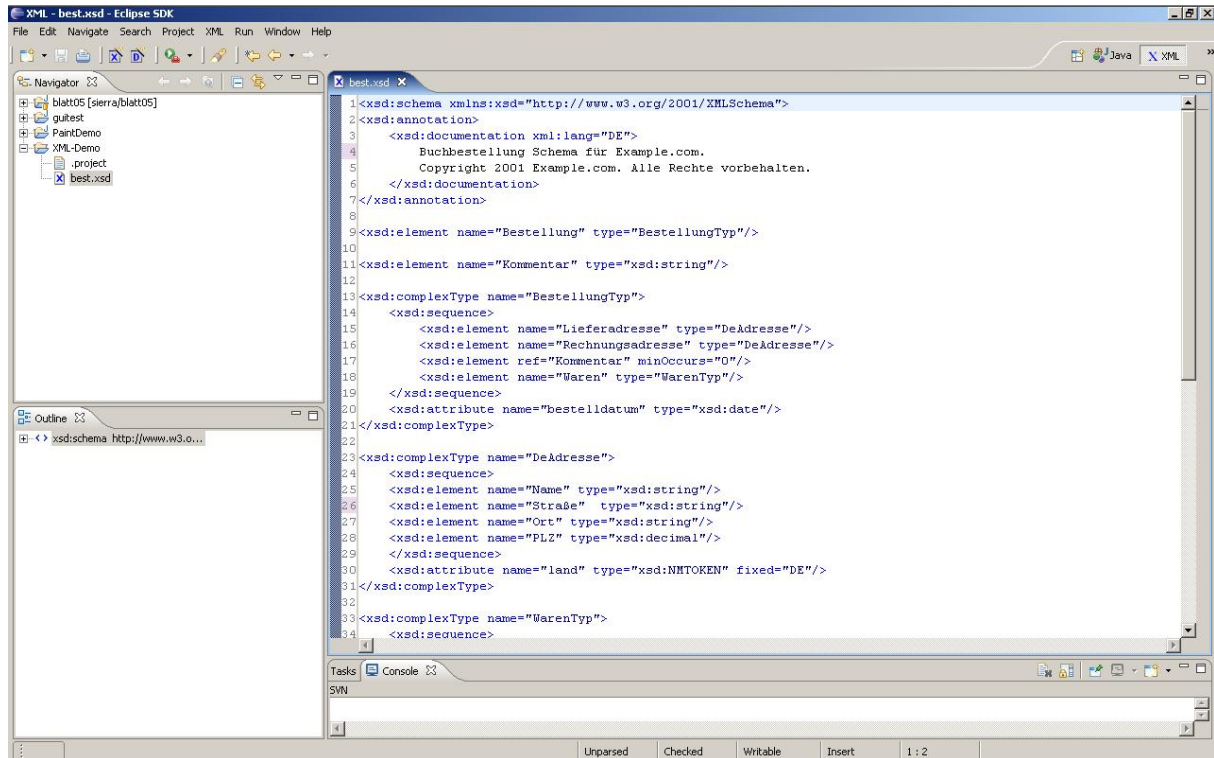 XML - best.xsd - Eclipse SDK
File Edit Navigate Search Project XML Run Window Help
Java XML »
Navigator
blatt05 [sierra/blatt05]
guitest
PaintDemo
XML-Demo
.project
best.xsd
Outline
xsd:schema http://www.w3.o...
best.xsd
1 <xsd:schema xmlns:xsd="http://www.w3.org/2001/XMLSchema">
2 <xsd:annotation>
3     <xsd:documentation xml:lang="DE">
4         Buchbestellung Schema für Example.com.
5         Copyright 2001 Example.com. Alle Rechte vorbehalten.
6     </xsd:documentation>
7 </xsd:annotation>
8
9 <xsd:element name="Bestellung" type="BestellungTyp"/>
10
11 <xsd:element name="Kommentar" type="xsd:string"/>
12
13 <xsd:complexType name="BestellungTyp">
14     <xsd:sequence>
15         <xsd:element name="Lieferadresse" type="DeAdresse"/>
16         <xsd:element name="Rechnungsadresse" type="DeAdresse"/>
17         <xsd:element ref="Kommentar" minOccurs="0"/>
18         <xsd:element name="Waren" type="WarenTyp"/>
19     </xsd:sequence>
20     <xsd:attribute name="bestelldatum" type="xsd:date"/>
21 </xsd:complexType>
22
23 <xsd:complexType name="DeAdresse">
24     <xsd:sequence>
25     <xsd:element name="Name" type="xsd:string"/>
26     <xsd:element name="Straße"  type="xsd:string"/>
27     <xsd:element name="Ort" type="xsd:string"/>
28     <xsd:element name="PLZ" type="xsd:decimal"/>
29     </xsd:sequence>
30     <xsd:attribute name="land" type="xsd:NMTOKEN" fixed="DE"/>
31 </xsd:complexType>
32
33 <xsd:complexType name="WarenTyp">
34     <xsd:sequence>
Tasks Console
SVN
Unparsed Checked Writable Insert 1 : 2